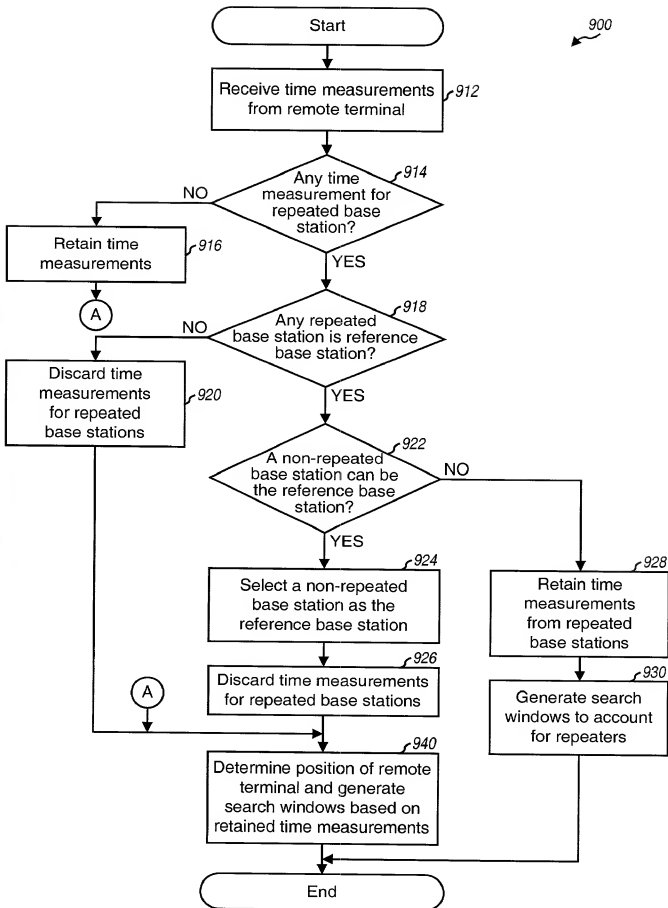 Start
900
Receive time measurements
from remote terminal
912
Any time
measurement for
repeated base
station?
914
NO
Retain time
measurements
916
A
YES
Any repeated
base station is reference
base station?
918
NO
Discard time
measurements
for repeated
base stations
920
YES
A non-repeated
base station can be
the reference base
station?
922
NO
YES
Select a non-repeated
base station as the
reference base station
924
Retain time
measurements
from repeated
base stations
928
Discard time measurements
for repeated base stations
926
Generate search
windows to account
for repeaters
930
A
Determine position of remote
terminal and generate
search windows based on
retained time measurements
940
End